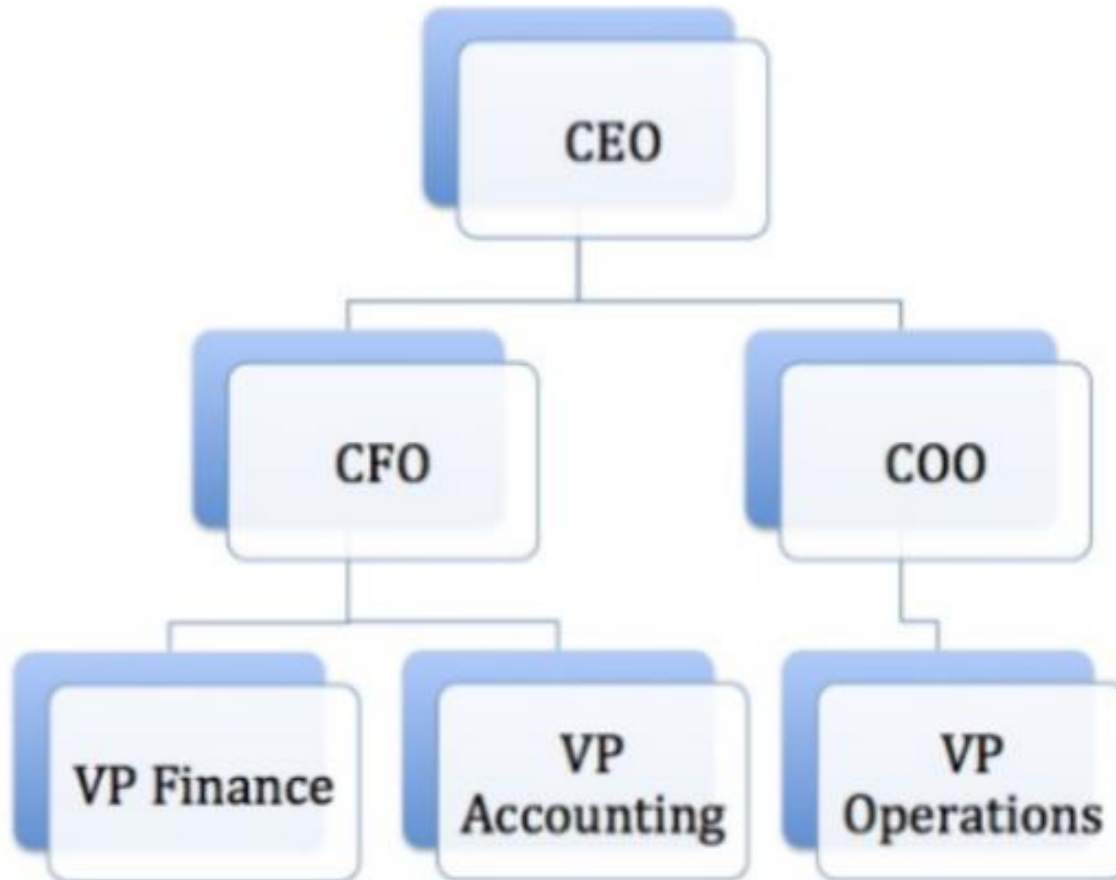 CEO
CFO
COO
VP Finance
VP
Accounting
VP
Operations